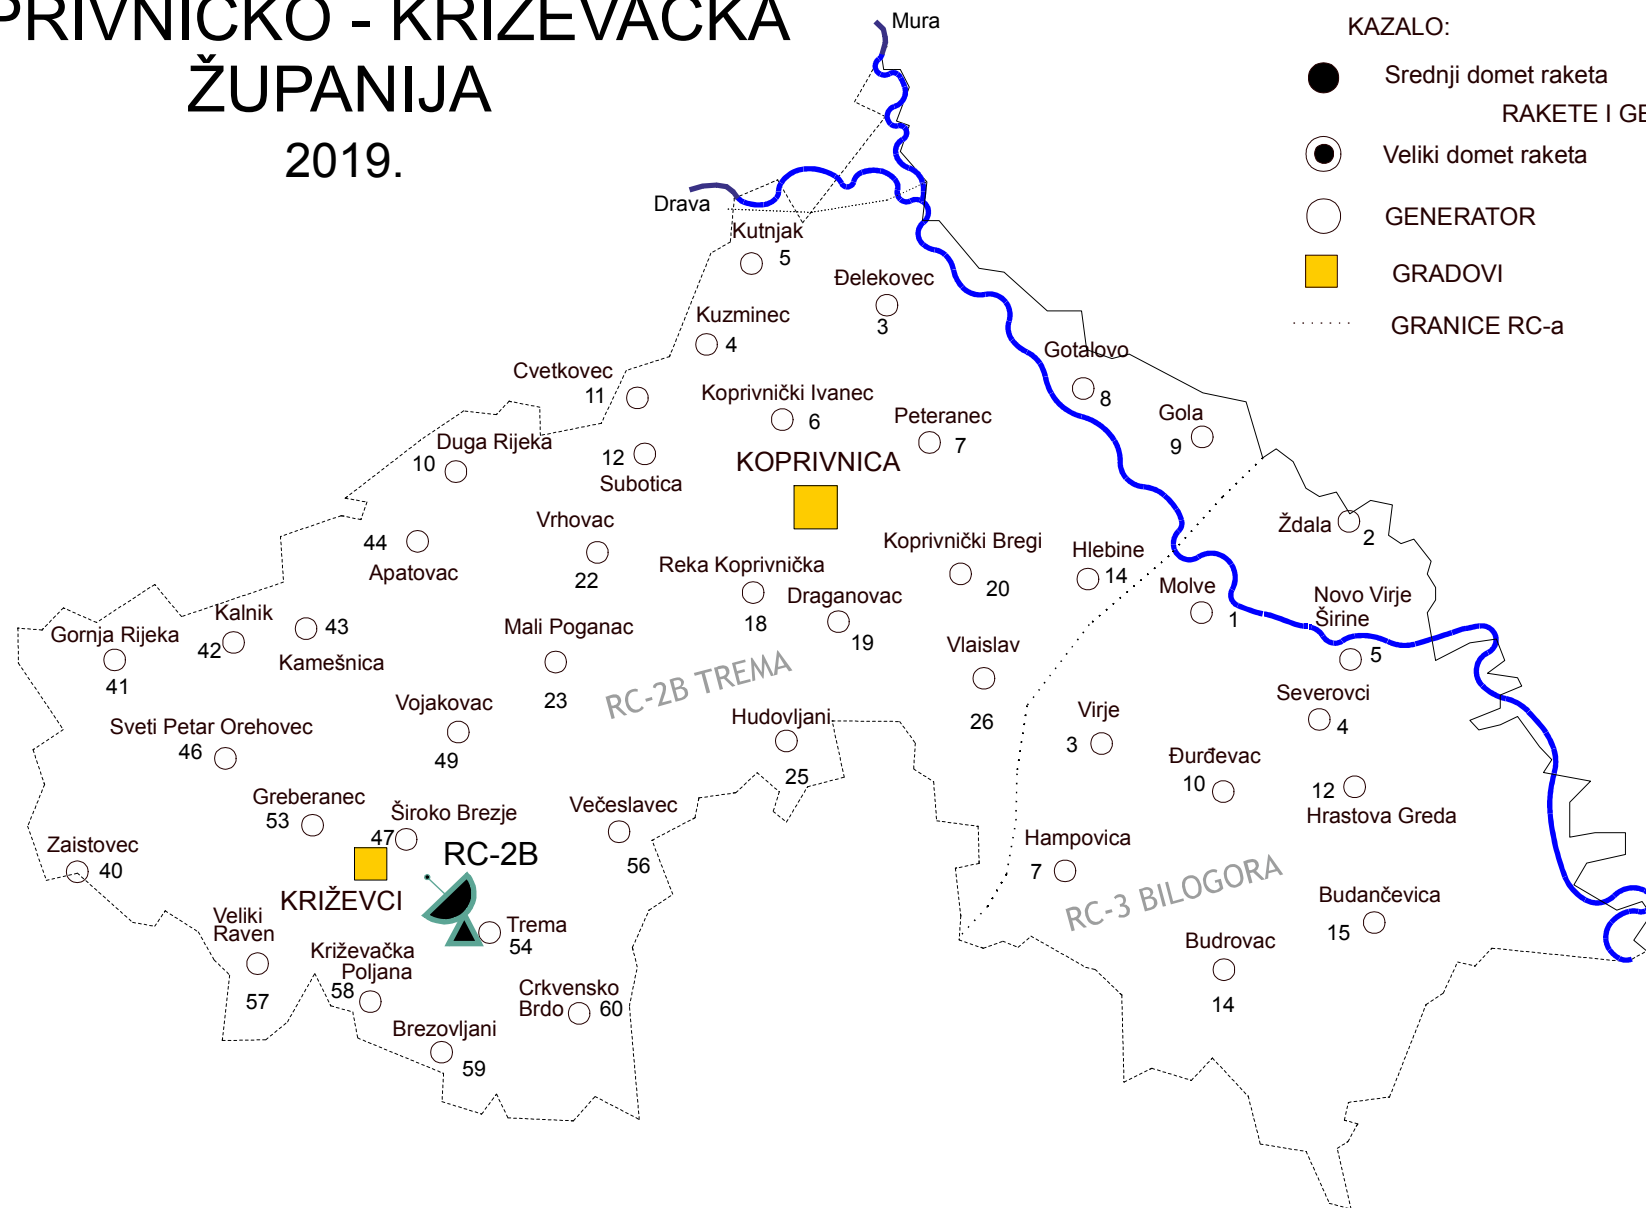 PRIVNIČKO - KRIŽEVAČKA
ŽUPANIJA
2019.
Mura
Drava
KAZALO:
Srednji domet raketa
RAKETE I GE
Veliki domet raketa
GENERATOR
GRADOVI
GRANICE RC-a
Kutnjak
5
Đelekovec
3
Kuzminec
4
Gotalovo
8
Cvetkovec
11
Koprivnički Ivanec
6
Peteranec
7
Gola
9
Duga Rijeka
10
12
Subotica
KOPRIVNICA
Ždala
2
Vrhovac
22
44
Apatovac
Koprivnički Bregi
20
Hlebine
14
Reka Koprivnička
18
Draganovac
19
Molve
1
Novo Virje
Širine
5
Kalnik
42
43
Kamešnica
Gornja Rijeka
41
Mali Poganac
23
Vlaislav
26
RC-2B TREMA
Severovci
4
Vojakovac
49
Hudovljani
25
Virje
3
Sveti Petar Orehovec
46
Đurđevac
10
12
Hrastova Greda
Greberanec
53
Široko Brezje
47
Večeslavec
56
Zaistovec
40
RC-2B
KRIŽEVCI
Hampovica
7
RC-3 BILOGORA
Budančevica
15
Veliki
Raven
57
Trema
54
Križevačka
Poljana
58
Budrovac
14
Crkvensko
Brdo
60
Brezovljani
59